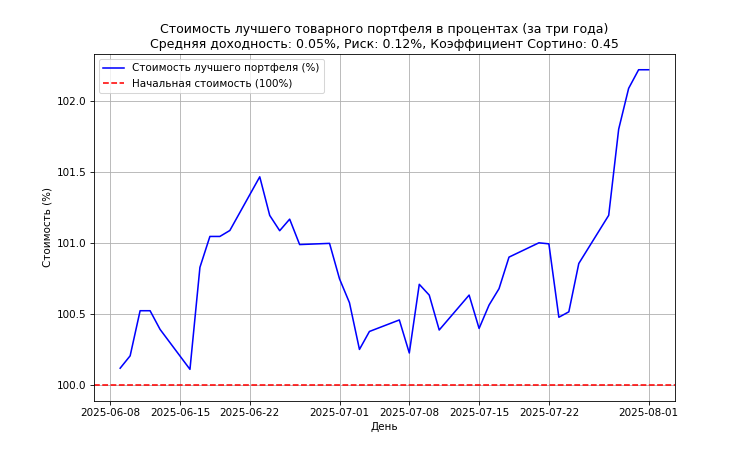 Стоимость лучшего товарного портфеля в процентах (за три года)
Средняя доходность: 0.05%, Риск: 0.12%, Коэффициент Сортино: 0.45
Стоимость лучшего портфеля (%)
Начальная стоимость (100%)
Стоимость (%)
102.0
101.5
101.0
100.5
100.0
2025-06-08 2025-06-15 2025-06-22 2025-07-01 2025-07-08 2025-07-15 2025-07-22 2025-08-01
День